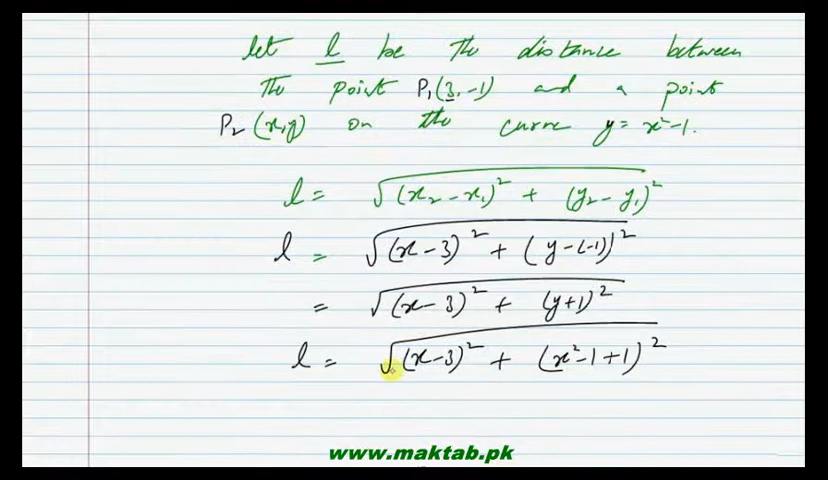 let l be the distance between
the point P₁(3,-1) and a point
P₂ (x,y) on the curve y = x²-1.
l = √(x₂-x₁)² + (y₂-y₁)²
l = √(x-3)² + (y-(-1))²
= √(x-3)² + (y+1)²
l = √(x-3)² + (x²-1+1)²
www.maktab.pk